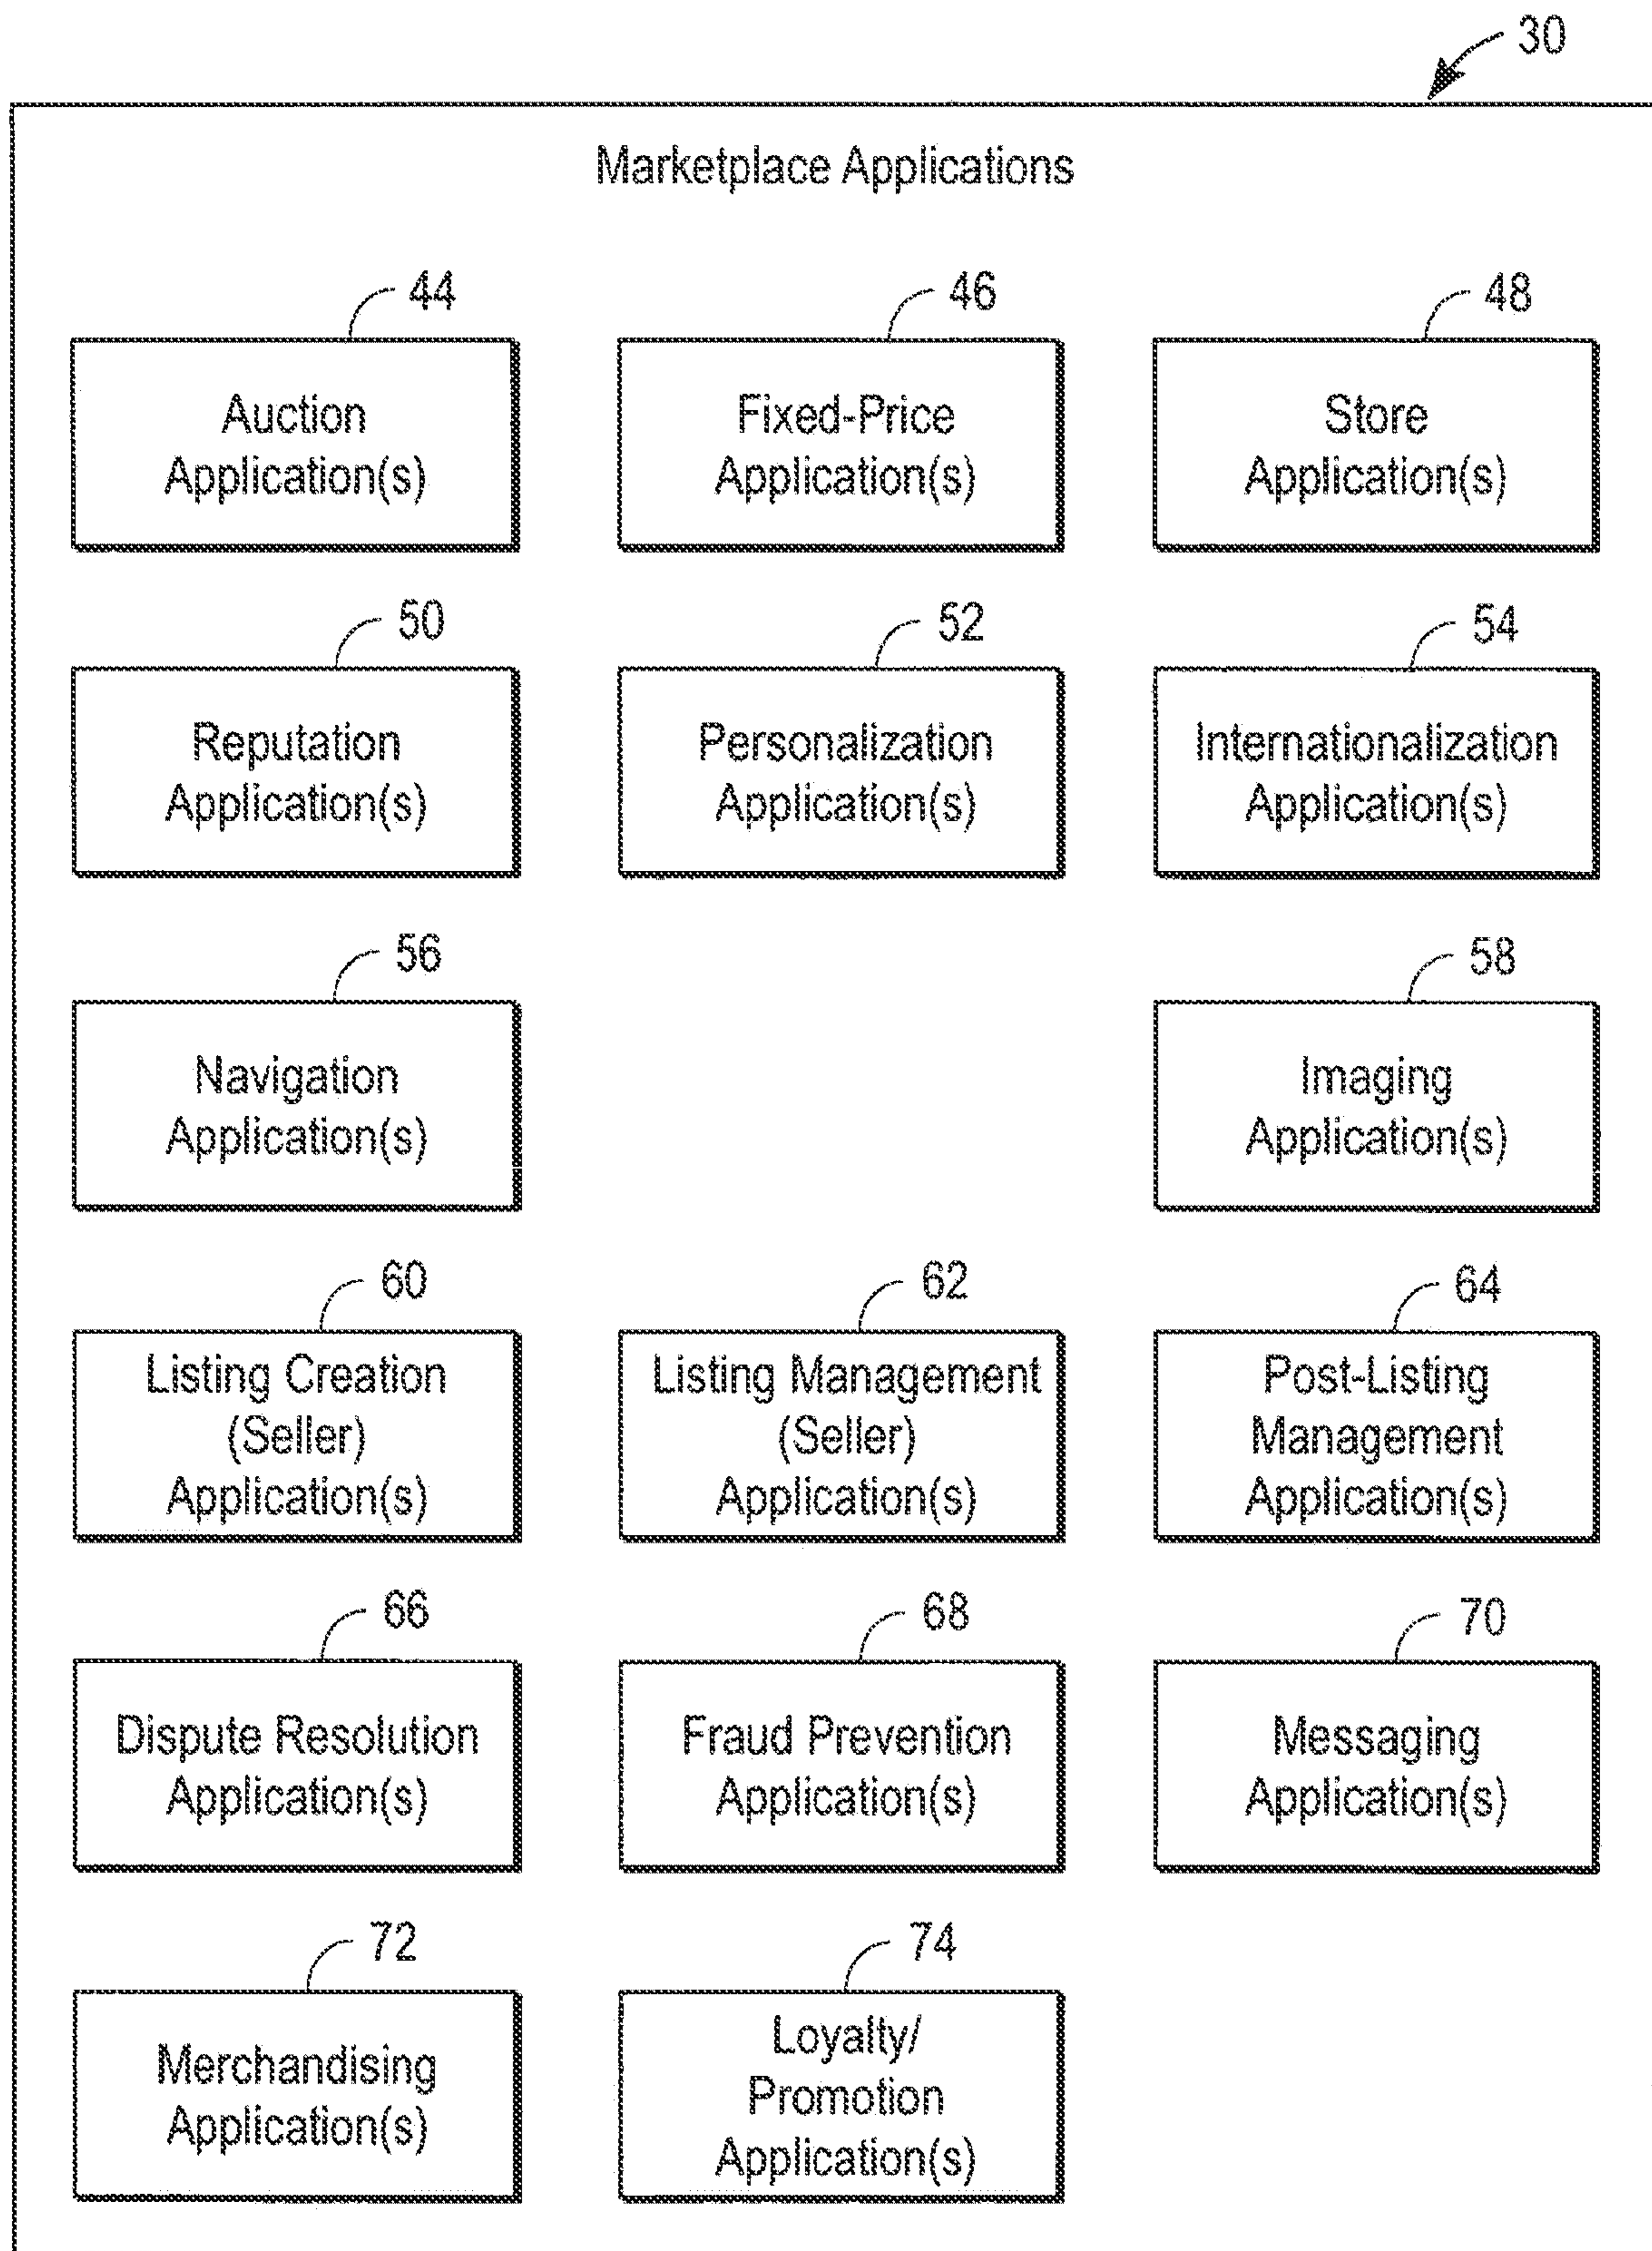 30
Marketplace Applications
44
Auction
Application(s)
46
Fixed-Price
Application(s)
48
Store
Application(s)
50
Reputation
Application(s)
52
Personalization
Application(s)
54
Internationalization
Application(s)
56
Navigation
Application(s)
58
Imaging
Application(s)
60
Listing Creation
(Seller)
Application(s)
62
Listing Management
(Seller)
Application(s)
64
Post-Listing
Management
Application(s)
66
Dispute Resolution
Application(s)
68
Fraud Prevention
Application(s)
70
Messaging
Application(s)
72
Merchandising
Application(s)
74
Loyalty/
Promotion
Application(s)